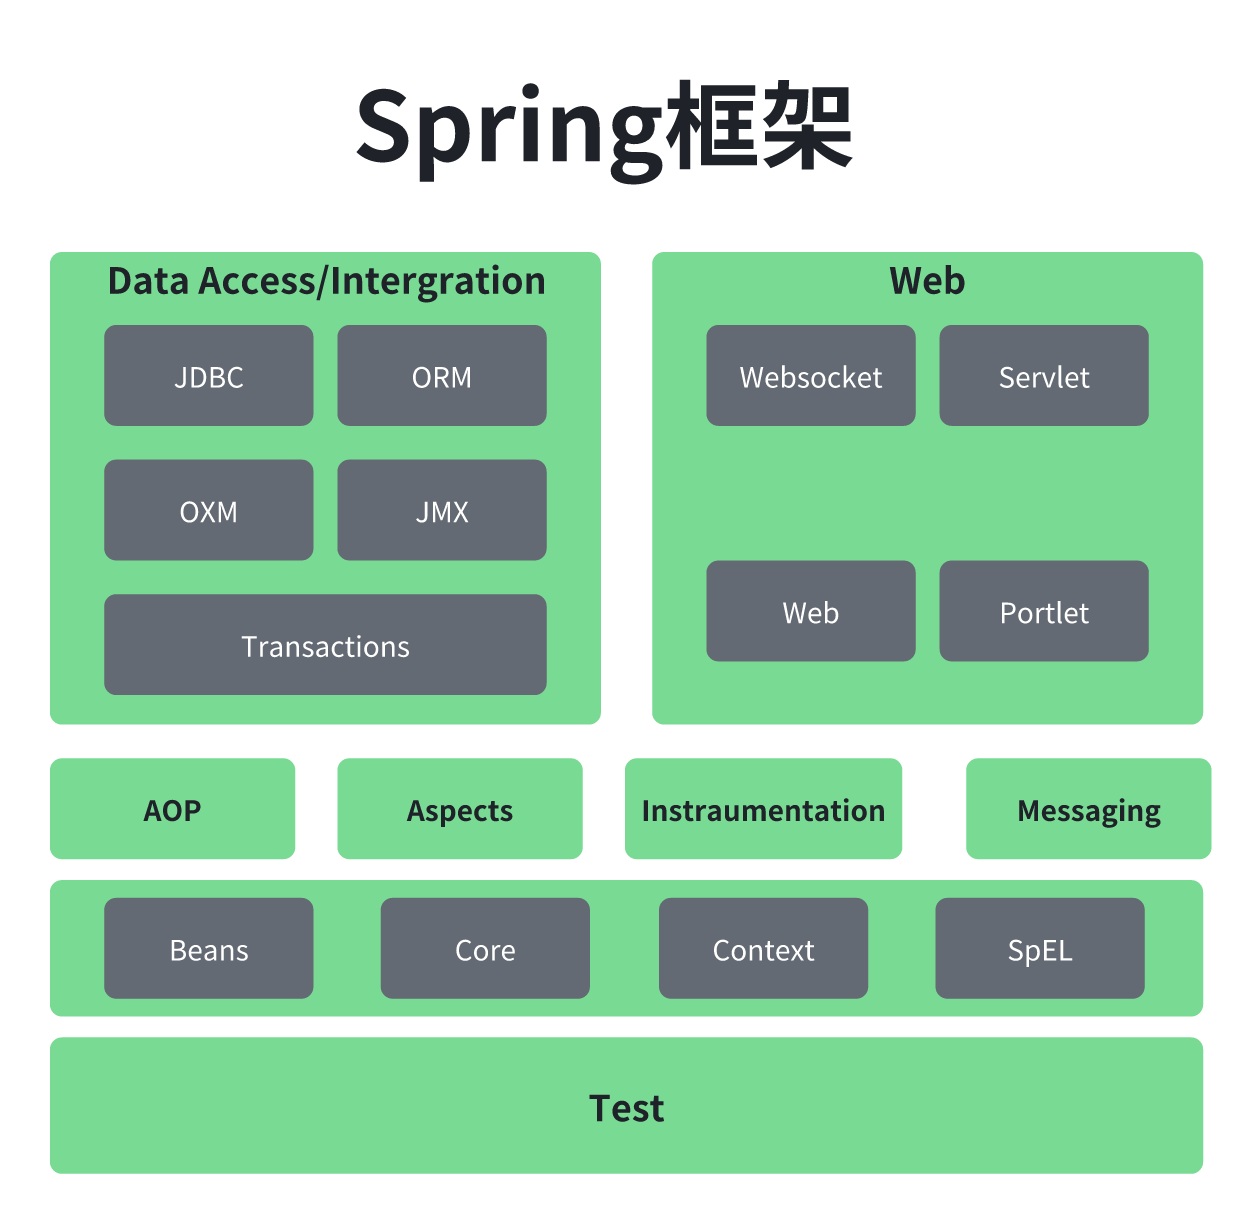 Spring框架
Data Access/Intergration
JDBC
ORM
OXM
JMX
Transactions
Web
Websocket
Servlet
Web
Portlet
AOP
Aspects
Instraumentation
Messaging
Beans
Core
Context
SpEL
Test